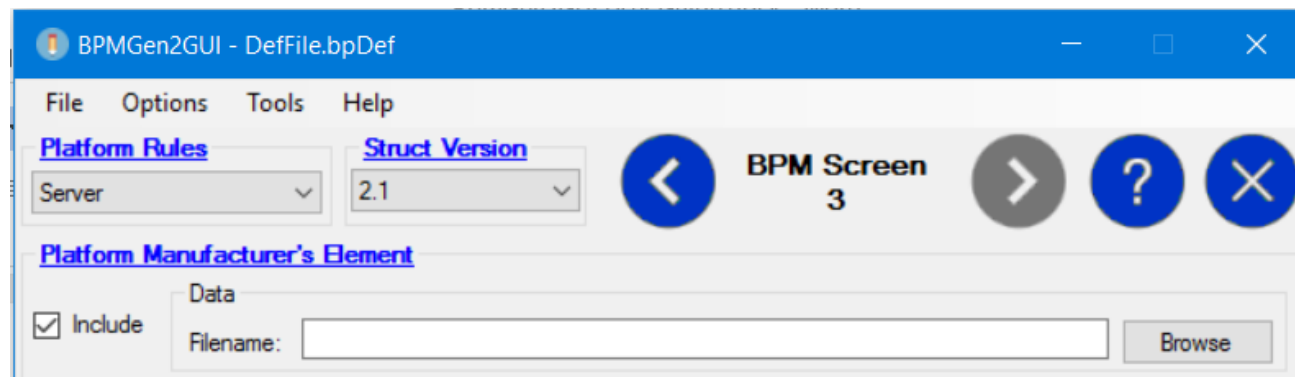 BPMGen2GUI - DefFile.bpDef
File Options Tools Help
Platform Rules Struct Version
Server 2.1 BPM Screen
3
Platform Manufacturer's Element
Data
Include
Filename: Browse